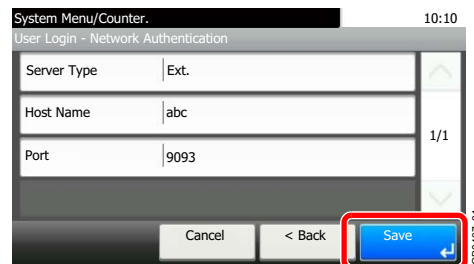 System Menu/Counter. 10:10
User Login - Network Authentication
Server Type Ext.
Host Name abc
1/1
Port 9093
Cancel < Back Save